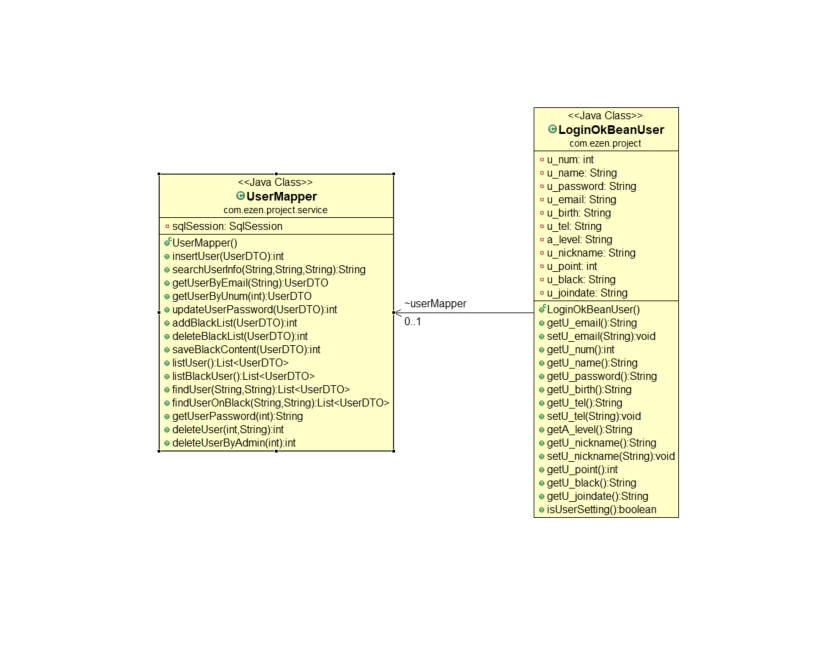 <<Java Class>>
UserMapper
com.ezen.project.service
sqlSession: SqlSession
UserMapper()
insertUser(UserDTO):int
searchUserInfo(String,String,String):String
getUserByEmail(String):UserDTO
getUserByUnum(int):UserDTO
updateUserPassword(UserDTO):int
addBlackList(UserDTO):int
deleteBlackList(UserDTO):int
saveBlackContent(UserDTO):int
listUser():List<UserDTO>
listBlackUser():List<UserDTO>
findUser(String,String):List<UserDTO>
findUserOnBlack(String,String):List<UserDTO>
getUserPassword(int):String
deleteUser(int,String):int
deleteUserByAdmin(int):int
~userMapper
0..1
<<Java Class>>
LoginOkBeanUser
com.ezen.project
u_num: int
u_name: String
u_password: String
u_email: String
u_birth: String
u_tel: String
a_level: String
u_nickname: String
u_point: int
u_black: String
u_joindate: String
LoginOkBeanUser()
getU_email():String
setU_email(String):void
getU_num():int
getU_name():String
getU_password():String
getU_birth():String
getU_tel():String
setU_tel(String):void
getA_level():String
getU_nickname():String
setU_nickname(String):void
getU_point():int
getU_black():String
getU_joindate():String
isUserSetting():boolean